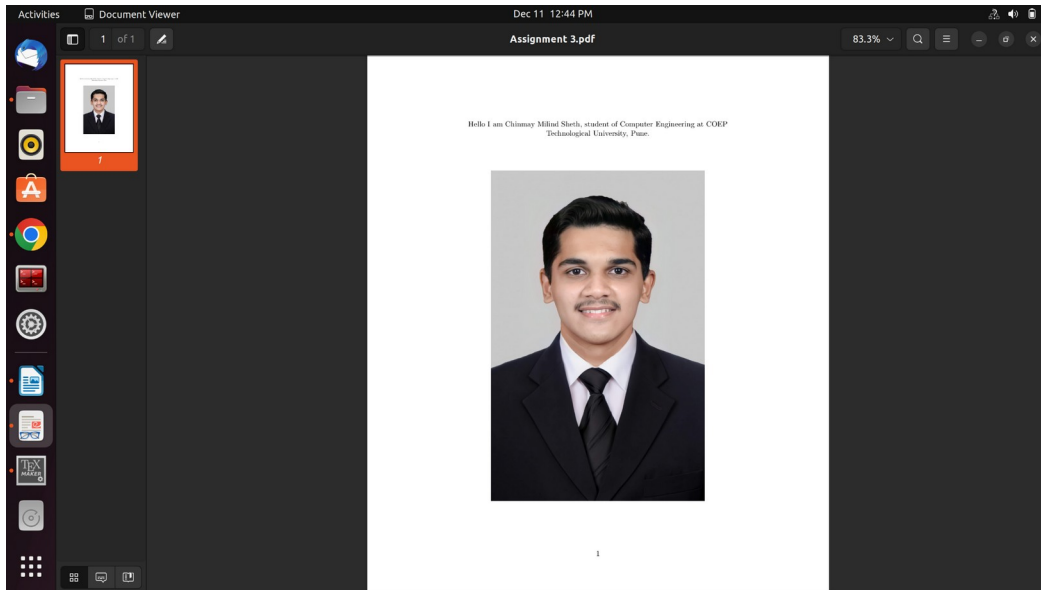 Activities Document Viewer Dec 11 12:44 PM
1 of 1 Assignment 3.pdf 83.3%
Hello I am Chinmay Milind Sheth, student of Computer Engineering at COEP
Technological University, Pune.
1
TEX
MAKER
1